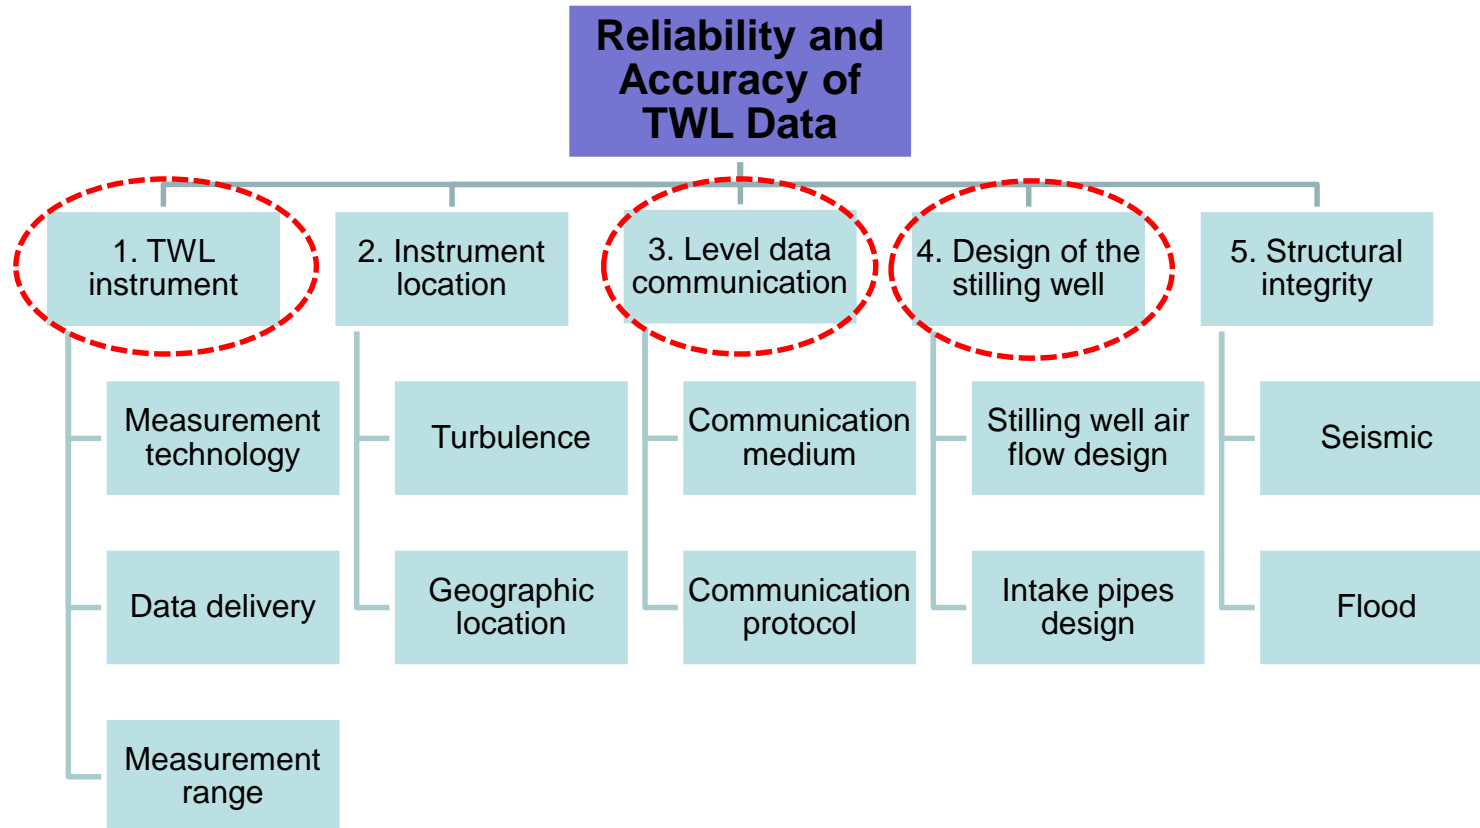 Reliability and
Accuracy of
TWL Data
1. TWL
instrument
2. Instrument
location
3. Level data
communication
4. Design of the
stilling well
5. Structural
integrity
Measurement
technology
Turbulence
Communication
medium
Stilling well air
flow design
Seismic
Data delivery
Geographic
location
Communication
protocol
Intake pipes
design
Flood
Measurement
range